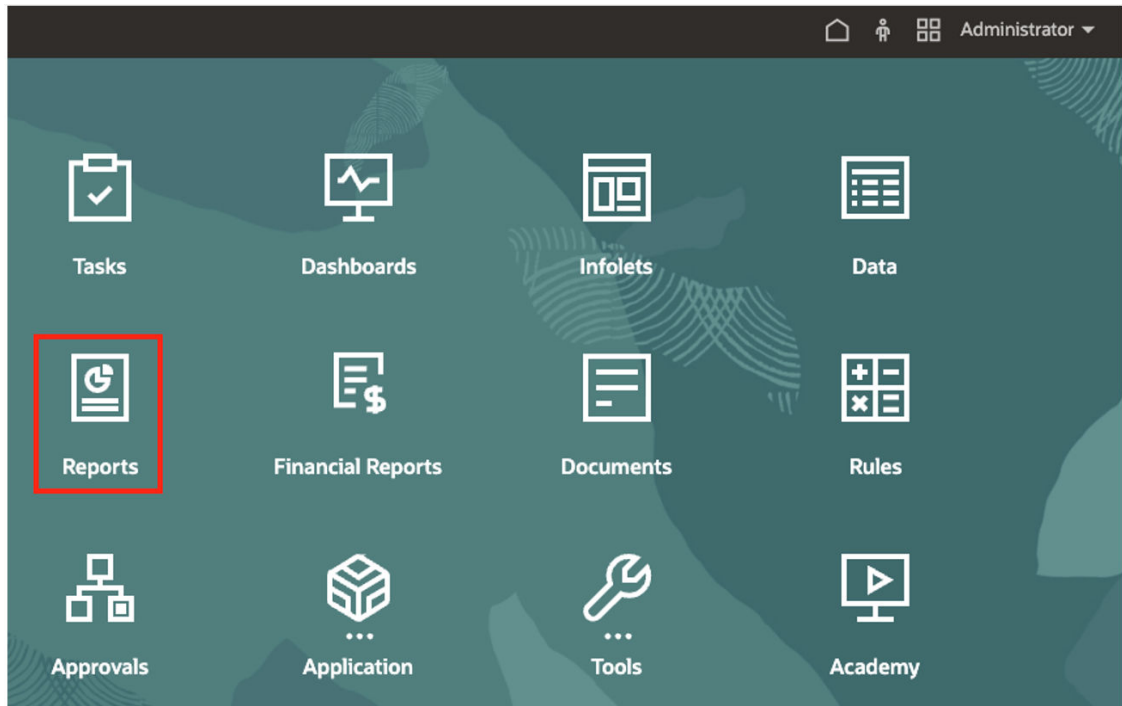 Administrator
Tasks
Dashboards
Infolets
Data
Reports
Financial Reports
Documents
Rules
Approvals
Application
Tools
Academy